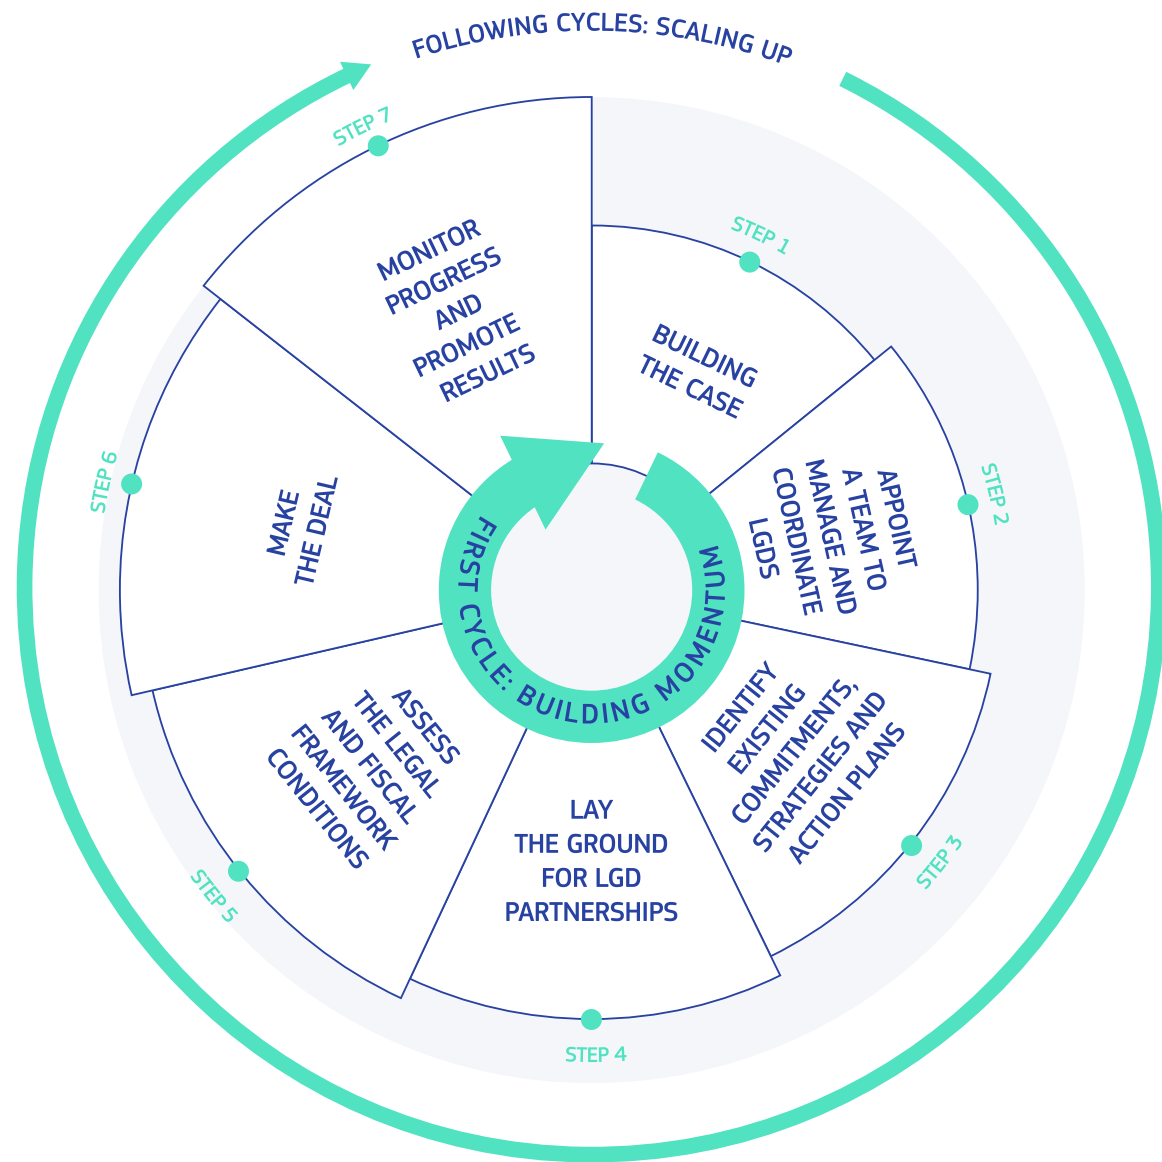 FOLLOWING CYCLES: SCALING UP
STEP 1
BUILDING
THE CASE
STEP 2
APPOINT
A TEAM TO
MANAGE AND
COORDINATE
LGDS
STEP 3
IDENTIFY
EXISTING
COMMITMENTS,
STRATEGIES AND
ACTION PLANS
LAY
THE GROUND
FOR LGD
PARTNERSHIPS
STEP 4
ASSESS
THE LEGAL
AND FISCAL
FRAMEWORK
CONDITIONS
STEP 5
STEP 6
MAKE
THE DEAL
STEP 7
MONITOR
PROGRESS
AND
PROMOTE
RESULTS
FIRST CYCLE: BUILDING MOMENTUM